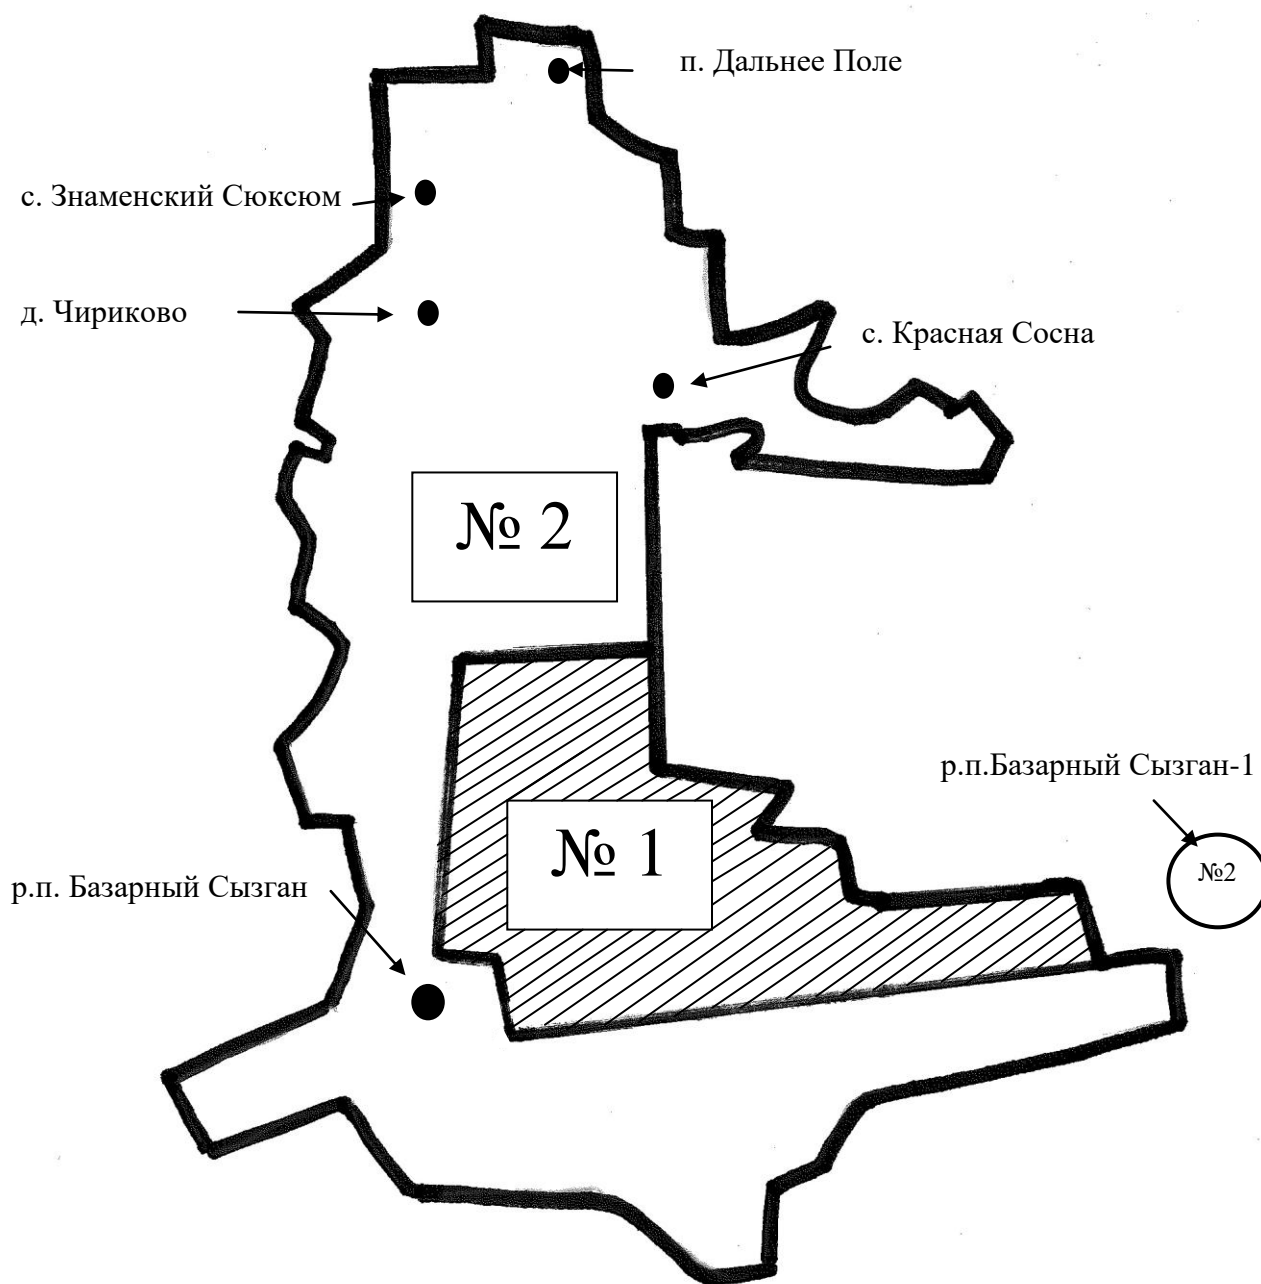 п. Дальнее Поле
с. Знаменский Сюксюм
д. Чириково
с. Красная Сосна
№ 2
р.п.Базарный Сызган-1
№ 1
№2
р.п. Базарный Сызган